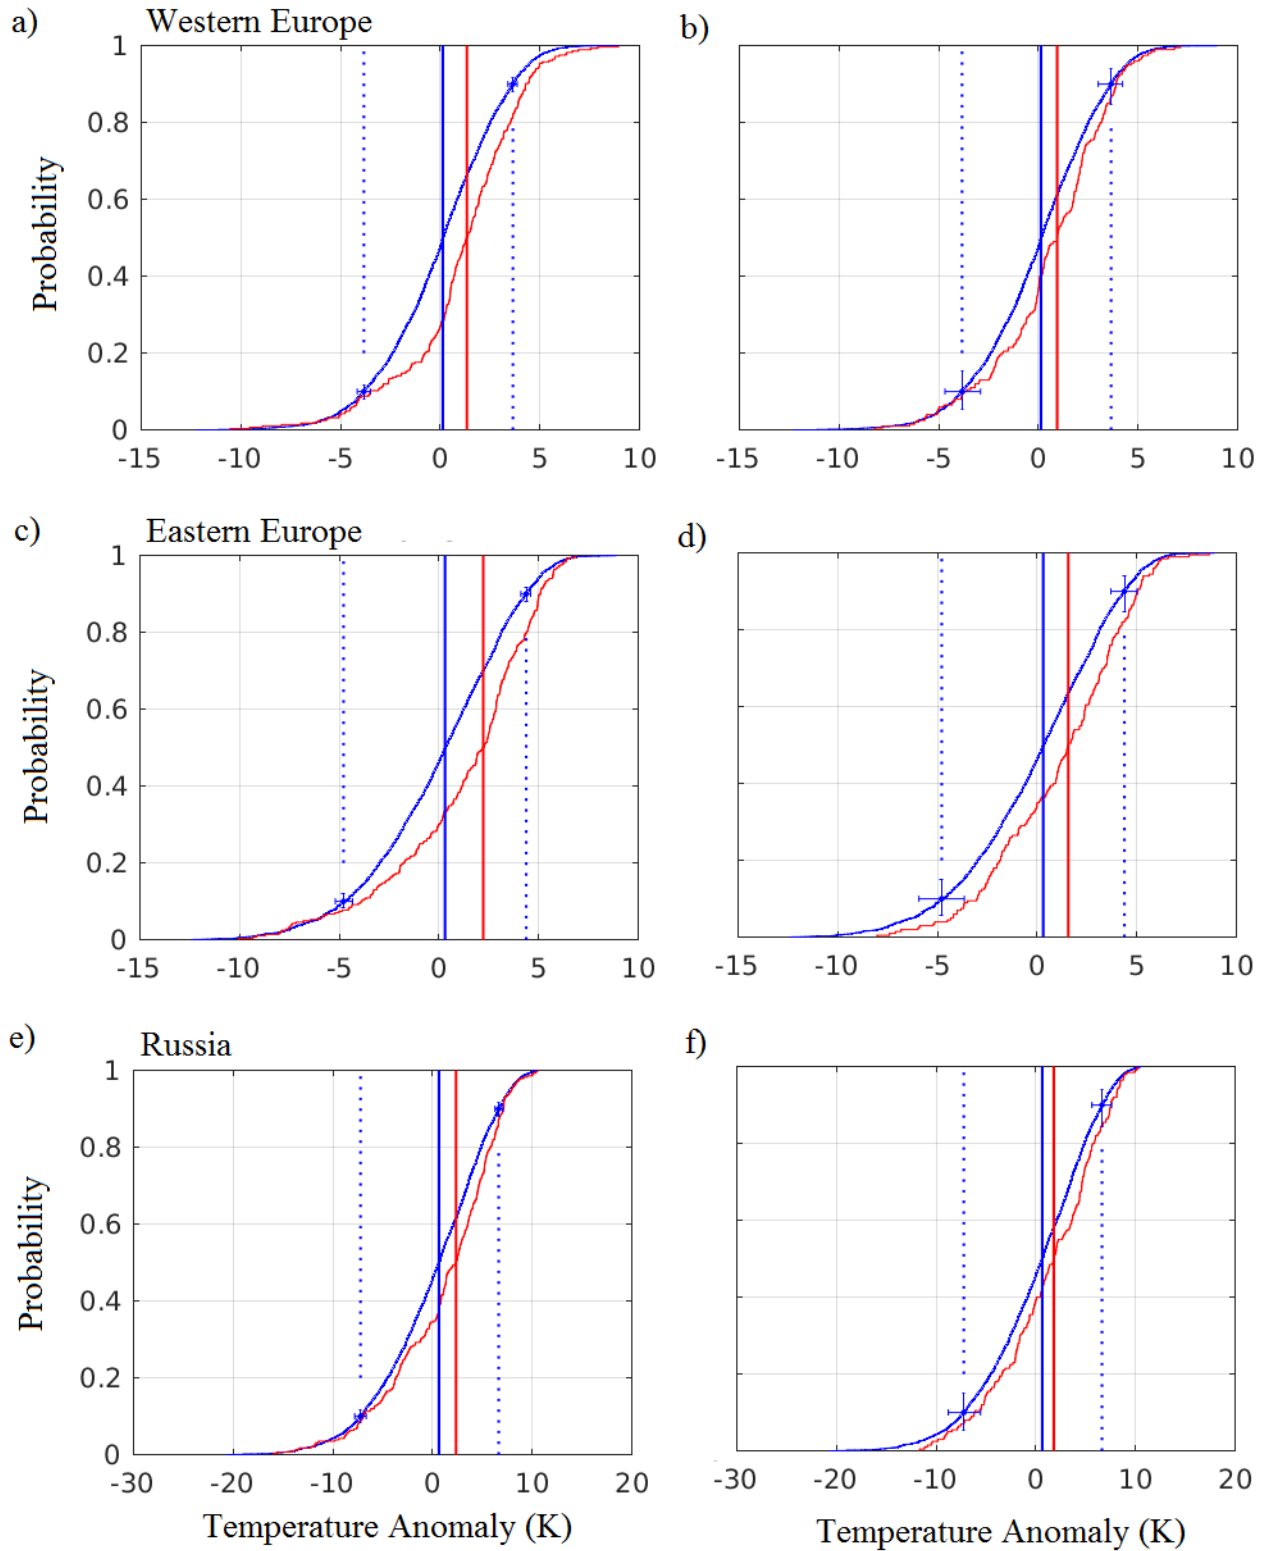 a) Western Europe b)
1
0.8
0.6
0.4
0.2
0
Probability
-15 -10 -5 0 5 10
-15 -10 -5 0 5 10
c) Eastern Europe d)
1
0.8
0.6
0.4
0.2
0
Probability
-15 -10 -5 0 5 10
-15 -10 -5 0 5 10
e) Russia f)
1
0.8
0.6
0.4
0.2
0
Probability
-30 -20 -10 0 10 20
-30 -20 -10 0 10 20
Temperature Anomaly (K) Temperature Anomaly (K)